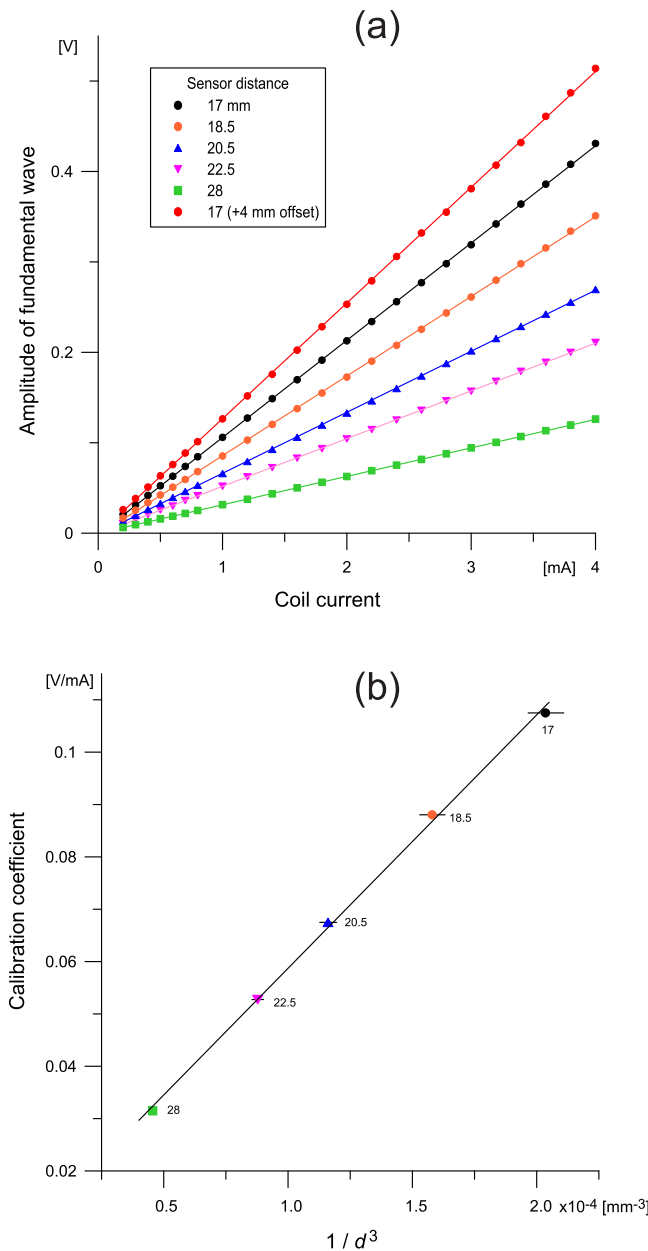 (a)
[V]
Sensor distance
17 mm
18.5
20.5
22.5
28
17 (+4 mm offset)
0.4
0.2
0
Amplitude of fundamental wave
0 1 2 3 [mA] 4
Coil current
(b)
[V/mA]
0.1
0.08
0.06
0.04
0.02
Calibration coefficient
17
18.5
20.5
22.5
28
0.5 1.0 1.5 2.0 x10⁻⁴ [mm⁻³]
1 / d³